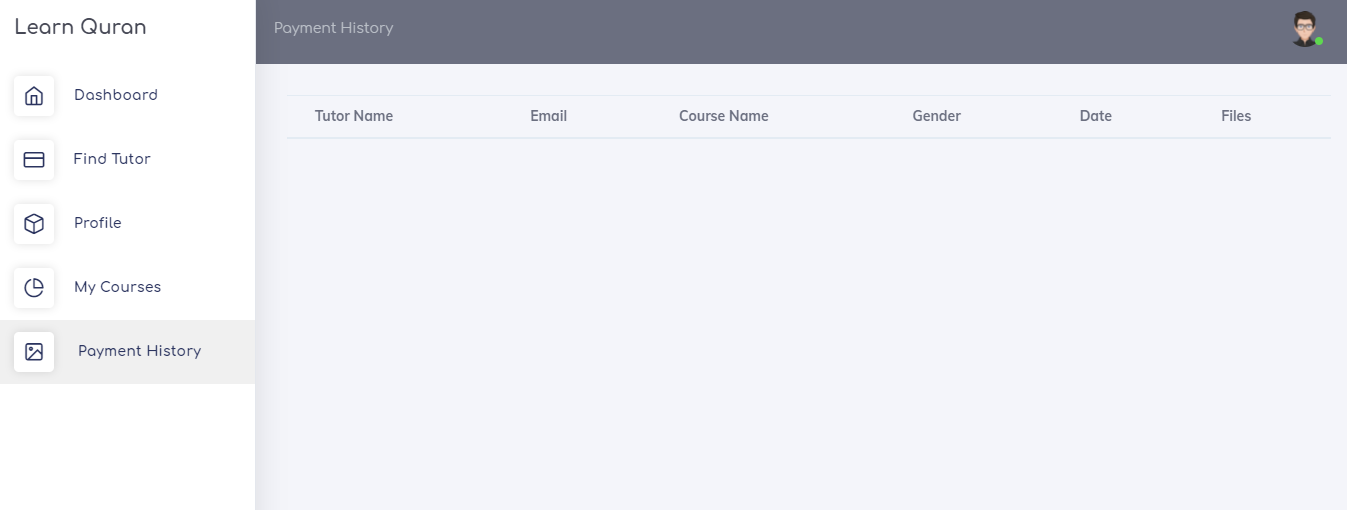 Learn Quran
Payment History
Dashboard
Find Tutor
Profile
My Courses
Payment History
Tutor Name Email Course Name Gender Date Files